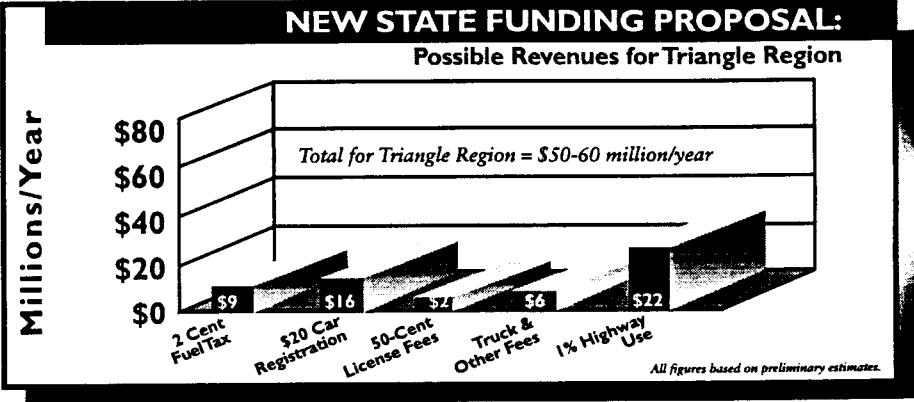 NEW STATE FUNDING PROPOSAL:
Possible Revenues for Triangle Region
Millions/Year
$80
$60
$40
$20
$0
Total for Triangle Region = $50-60 million/year
$9
$16
$2
$6
$22
2 Cent
Fuel Tax
$20 Car
Registration
50-Cent
License Fees
Truck &
Other Fees
1% Highway
Use
All figures based on preliminary estimates.